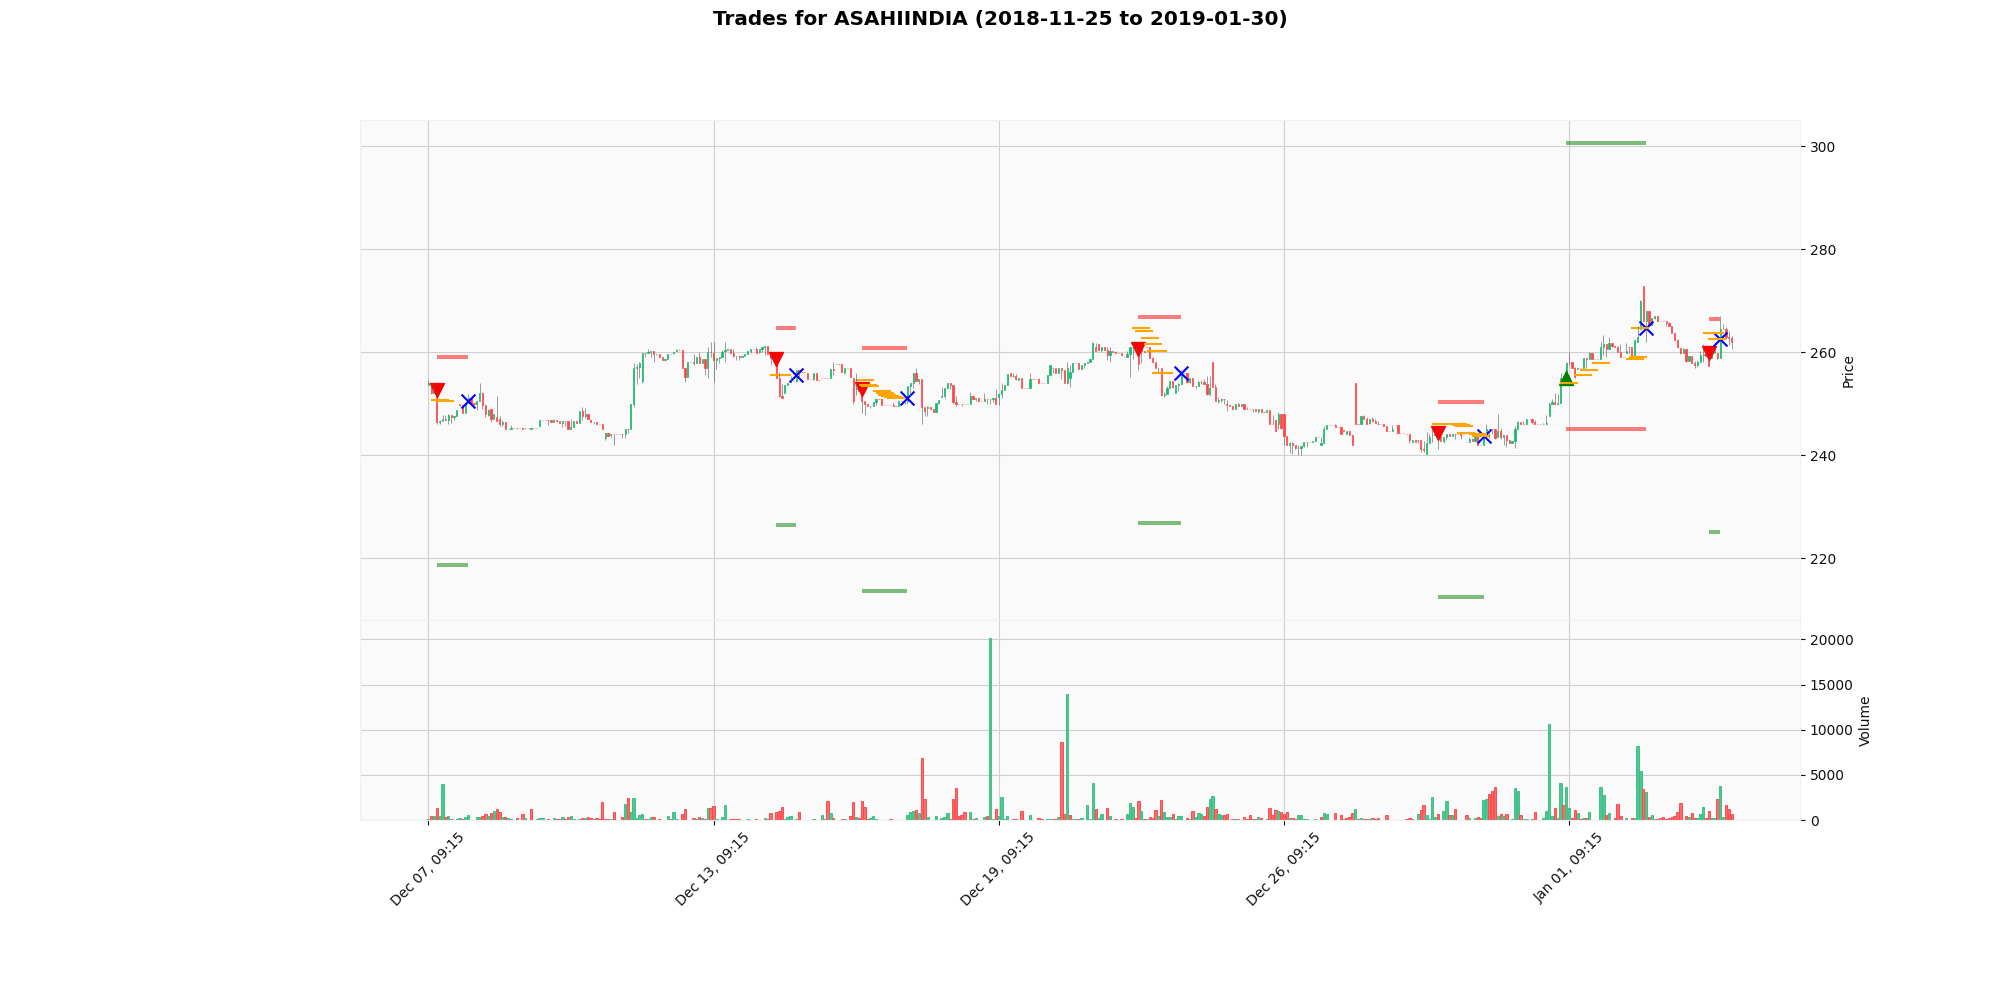 Trades for ASAHIINDIA (2018-11-25 to 2019-01-30)
300
280
260
240
220
Price
20000
15000
10000
5000
0
Volume
Dec 07, 09:15
Dec 13, 09:15
Dec 19, 09:15
Dec 26, 09:15
Jan 01, 09:15